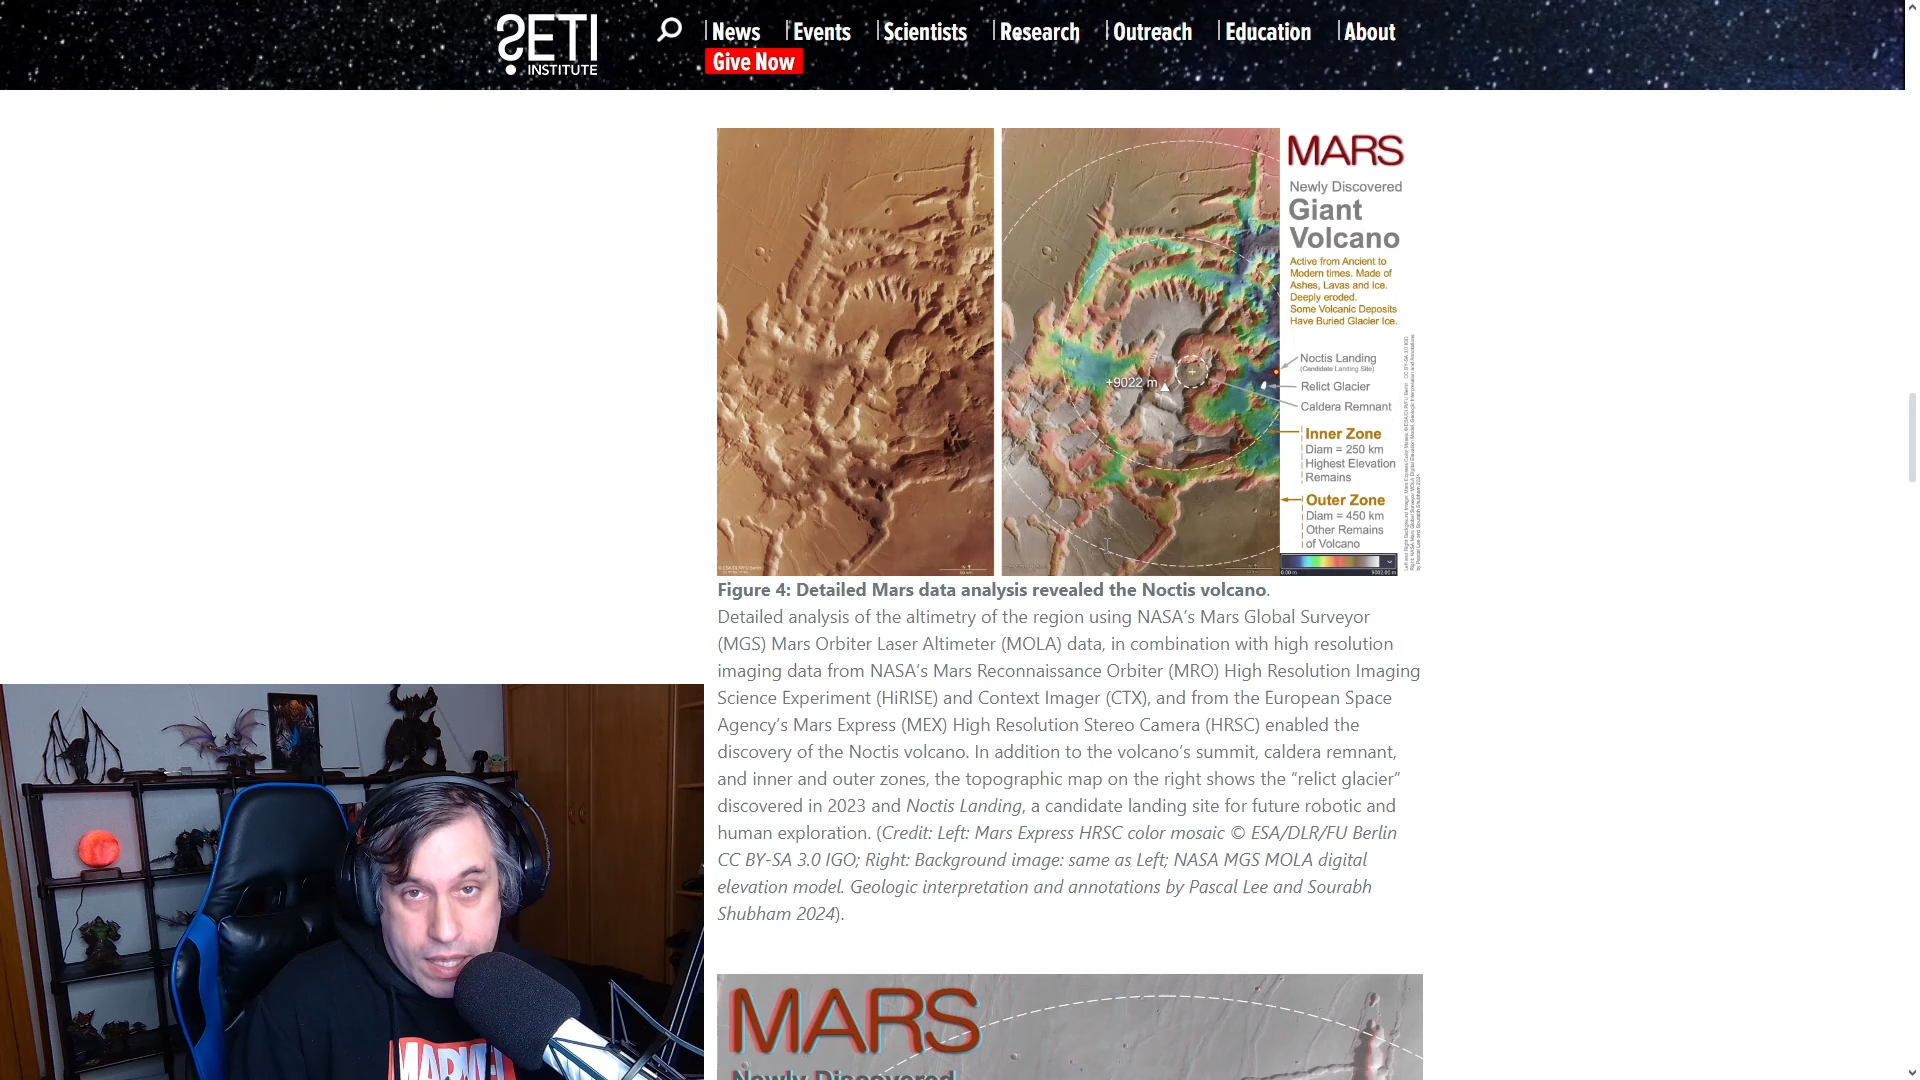 SETI
INSTITUTE
News
Events
Scientists
Research
Outreach
Education
About
Give Now
MARS
Newly Discovered
Giant
Volcano
Active from Ancient to
Modern times. Made of
Ashes, Lavas and Ice.
Deeply eroded.
Some Volcanic Deposits
Have Buried Glacier Ice.
+9022 m
Noctis Landing
(Candidate Landing Site)
Relict Glacier
Caldera Remnant
Inner Zone
Diam = 250 km
Highest Elevation
Remains
Outer Zone
Diam = 450 km
Other Remains
of Volcano
Figure 4: Detailed Mars data analysis revealed the Noctis volcano.
Detailed analysis of the altimetry of the region using NASA’s Mars Global Surveyor
(MGS) Mars Orbiter Laser Altimeter (MOLA) data, in combination with high resolution
imaging data from NASA’s Mars Reconnaissance Orbiter (MRO) High Resolution Imaging
Science Experiment (HiRISE) and Context Imager (CTX), and from the European Space
Agency’s Mars Express (MEX) High Resolution Stereo Camera (HRSC) enabled the
discovery of the Noctis volcano. In addition to the volcano’s summit, caldera remnant,
and inner and outer zones, the topographic map on the right shows the “relict glacier”
discovered in 2023 and Noctis Landing, a candidate landing site for future robotic and
human exploration. (Credit: Left: Mars Express HRSC color mosaic © ESA/DLR/FU Berlin
CC BY-SA 3.0 IGO; Right: Background image: same as Left; NASA MGS MOLA digital
elevation model. Geologic interpretation and annotations by Pascal Lee and Sourabh
Shubham 2024).
MARS
Newly Discovered
MARVEL